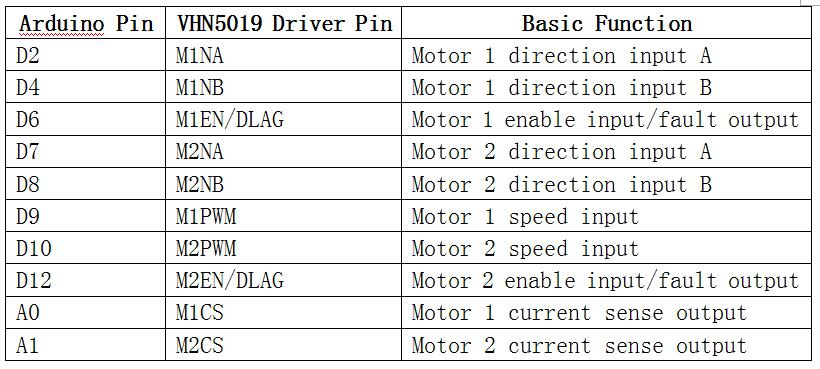 Arduino Pin VHN5019 Driver Pin Basic Function
D2 M1NA Motor 1 direction input A
D4 M1NB Motor 1 direction input B
D6 M1EN/DLAG Motor 1 enable input/fault output
D7 M2NA Motor 2 direction input A
D8 M2NB Motor 2 direction input B
D9 M1PWM Motor 1 speed input
D10 M2PWM Motor 2 speed input
D12 M2EN/DLAG Motor 2 enable input/fault output
A0 M1CS Motor 1 current sense output
A1 M2CS Motor 2 current sense output